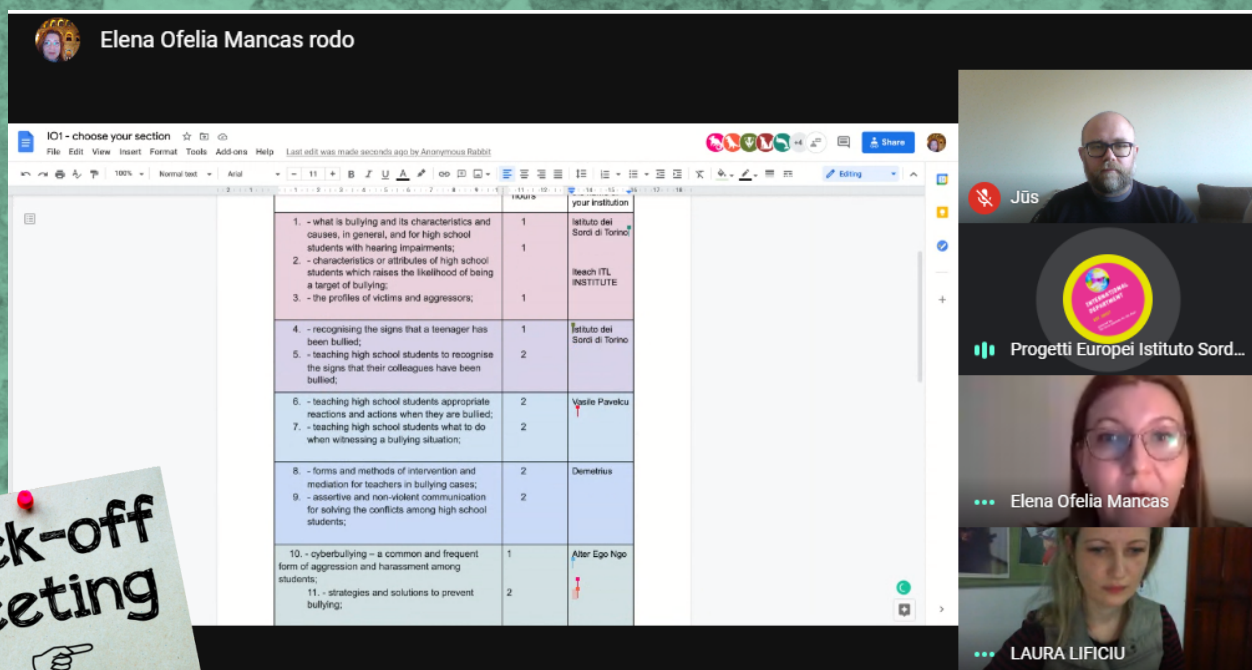 Elena Ofelia Mancas rodo
IO1 - choose your section
File Edit View Insert Format Tools Add-ons Help Last edit was made seconds ago by Anonymous Rabbit
+4
Share
100% Normal text Arial 11 B I U A Editing
hours
your institution
1. - what is bullying and its characteristics and
causes, in general, and for high school
students with hearing impairments;
2. - characteristics or attributes of high school
students which raises the likelihood of being
a target of bullying;
3. - the profiles of victims and aggressors;
1
1
1
Istituto dei
Sordi di Torino
Iteach ITL
INSTITUTE
4. - recognising the signs that a teenager has
been bullied;
5. - teaching high school students to recognise
the signs that their colleagues have been
bullied;
1
2
Istituto dei
Sordi di Torino
6. - teaching high school students appropriate
reactions and actions when they are bullied;
7. - teaching high school students what to do
when witnessing a bullying situation;
2
2
Vasile Pavelcu
8. - forms and methods of intervention and
mediation for teachers in bullying cases;
9. - assertive and non-violent communication
for solving the conflicts among high school
students;
2
2
Demetrius
10. - cyberbullying – a common and frequent
form of aggression and harassment among
students;
11. - strategies and solutions to prevent
bullying;
1
2
Alter Ego Ngo
Jūs
INTERNATIONAL
DEPARTMENT
Progetti Europei Istituto Sord...
Elena Ofelia Mancas
LAURA LIFICIU
ck-off
eeting